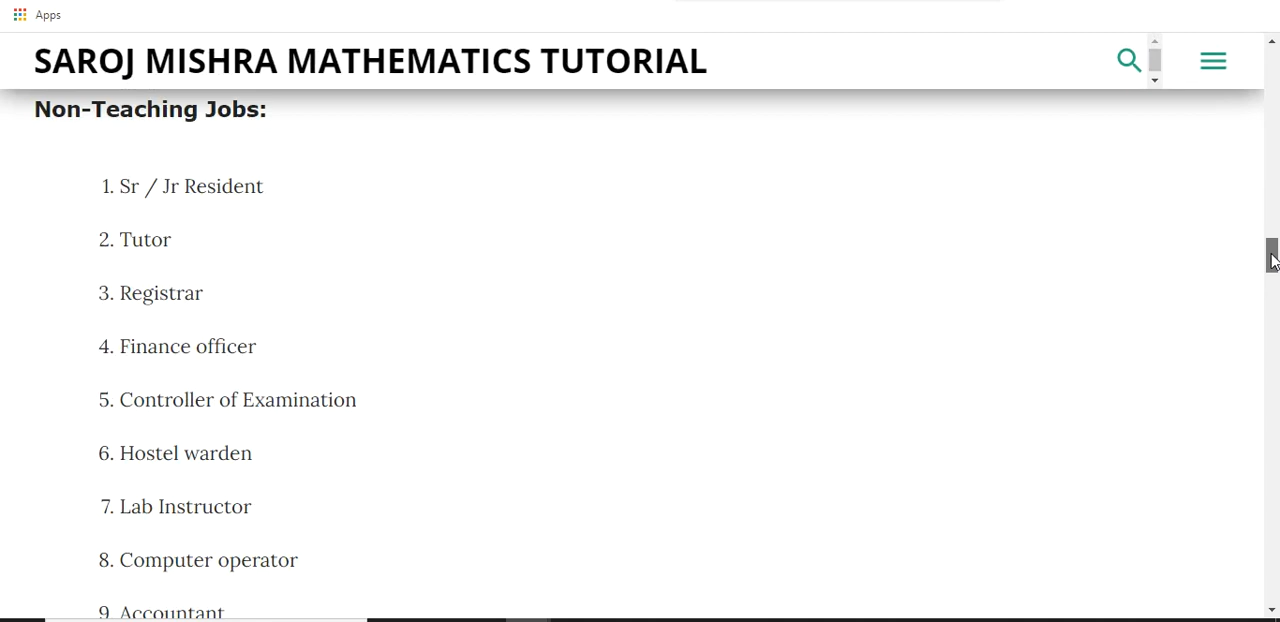 Apps
SAROJ MISHRA MATHEMATICS TUTORIAL
Non-Teaching Jobs:
1. Sr / Jr Resident
2. Tutor
3. Registrar
4. Finance officer
5. Controller of Examination
6. Hostel warden
7. Lab Instructor
8. Computer operator
9. Accountant